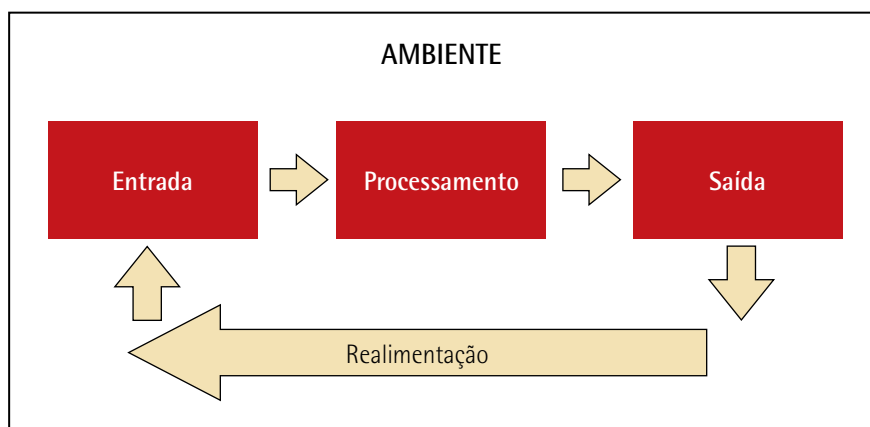 AMBIENTE
Entrada
Processamento
Saída
Realimentação